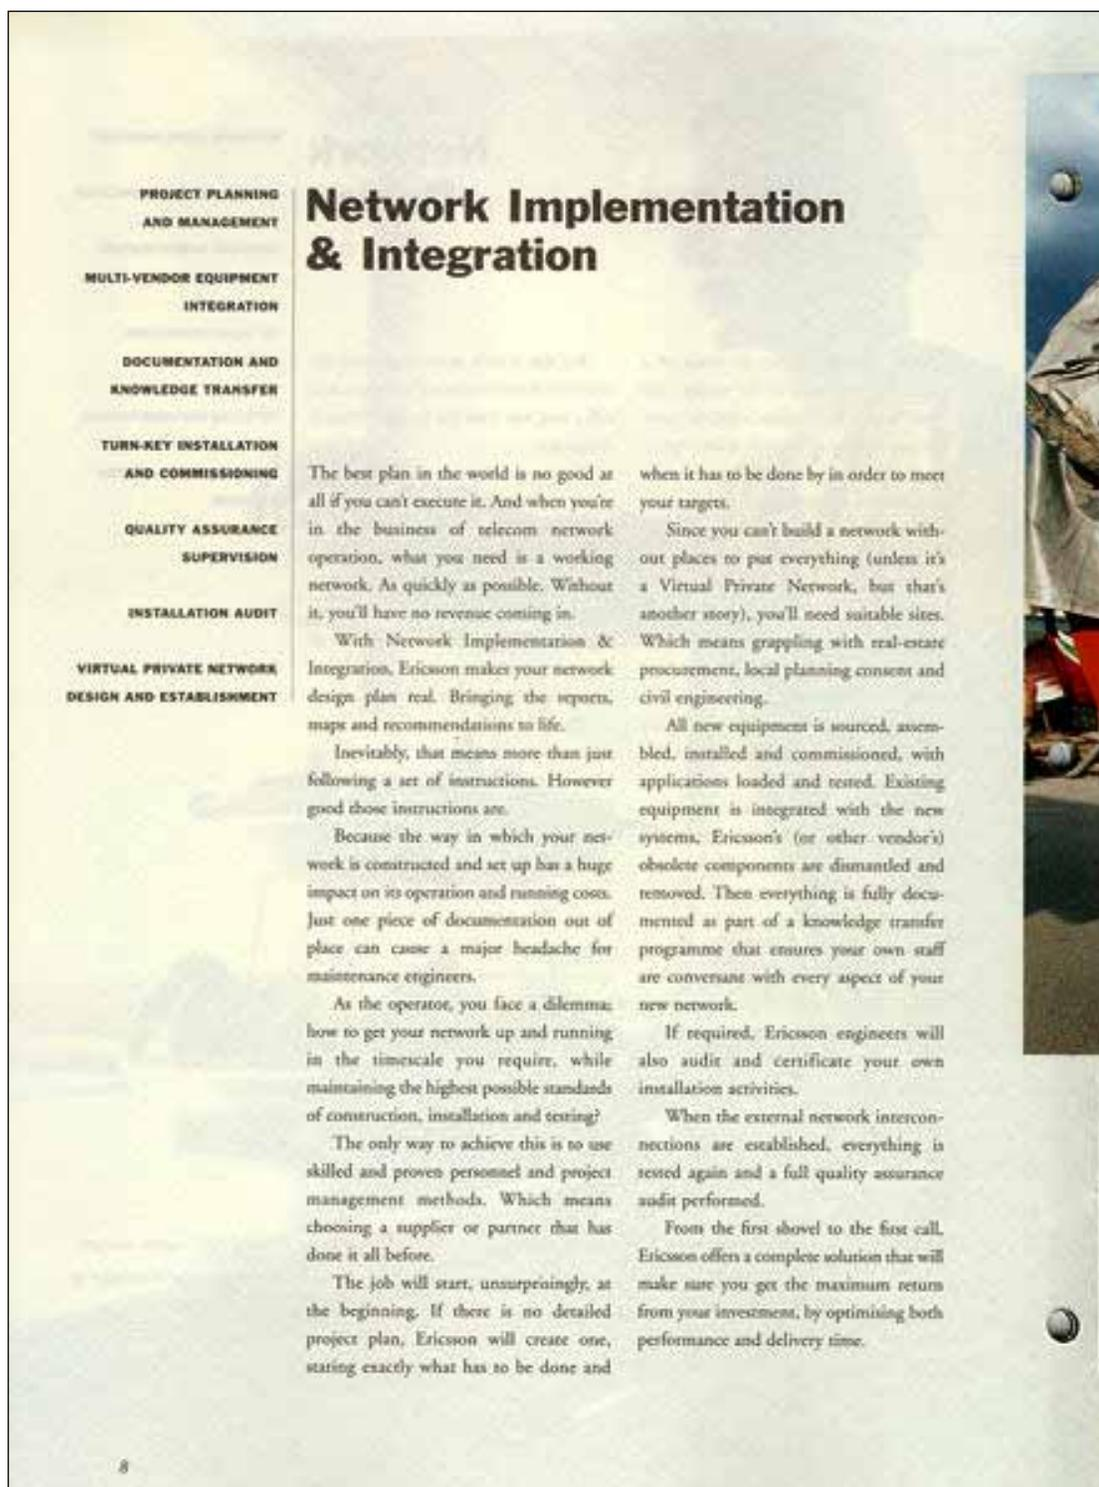 PROJECT PLANNING
AND MANAGEMENT
MULTI-VENDOR EQUIPMENT
INTEGRATION
DOCUMENTATION AND
KNOWLEDGE TRANSFER
TURN-KEY INSTALLATION
AND COMMISSIONING
QUALITY ASSURANCE
SUPERVISION
INSTALLATION AUDIT
VIRTUAL PRIVATE NETWORK
DESIGN AND ESTABLISHMENT
Network Implementation
& Integration
The best plan in the world is no good at
all if you can't execute it. And when you're
in the business of telecom network
operation, what you need is a working
network. As quickly as possible. Without
it, you'll have no revenue coming in.
With Network Implementation &
Integration, Ericsson makes your network
design plan real. Bringing the reports,
maps and recommendations to life.
Inevitably, that means more than just
following a set of instructions. However
good those instructions are.
Because the way in which your net-
work is constructed and set up has a huge
impact on its operation and running costs.
Just one piece of documentation out of
place can cause a major headache for
maintenance engineers.
As the operator, you face a dilemma:
how to get your network up and running
in the timescale you require, while
maintaining the highest possible standards
of construction, installation and testing?
The only way to achieve this is to use
skilled and proven personnel and project
management methods. Which means
choosing a supplier or partner that has
done it all before.
The job will start, unsurprisingly, at
the beginning. If there is no detailed
project plan, Ericsson will create one,
stating exactly what has to be done and
when it has to be done by in order to meet
your targets.
Since you can't build a network with-
out places to put everything (unless it's
a Virtual Private Network, but that's
another story), you'll need suitable sites.
Which means grappling with real-estate
procurement, local planning consent and
civil engineering.
All new equipment is sourced, assem-
bled, installed and commissioned, with
applications loaded and tested. Existing
equipment is integrated with the new
systems, Ericsson's (or other vendor's)
obsolete components are dismantled and
removed. Then everything is fully docu-
mented as part of a knowledge transfer
programme that ensures your own staff
are conversant with every aspect of your
new network.
If required, Ericsson engineers will
also audit and certificate your own
installation activities.
When the external network intercon-
nections are established, everything is
tested again and a full quality assurance
audit performed.
From the first shovel to the first call,
Ericsson offers a complete solution that will
make sure you get the maximum return
from your investment, by optimising both
performance and delivery time.
8